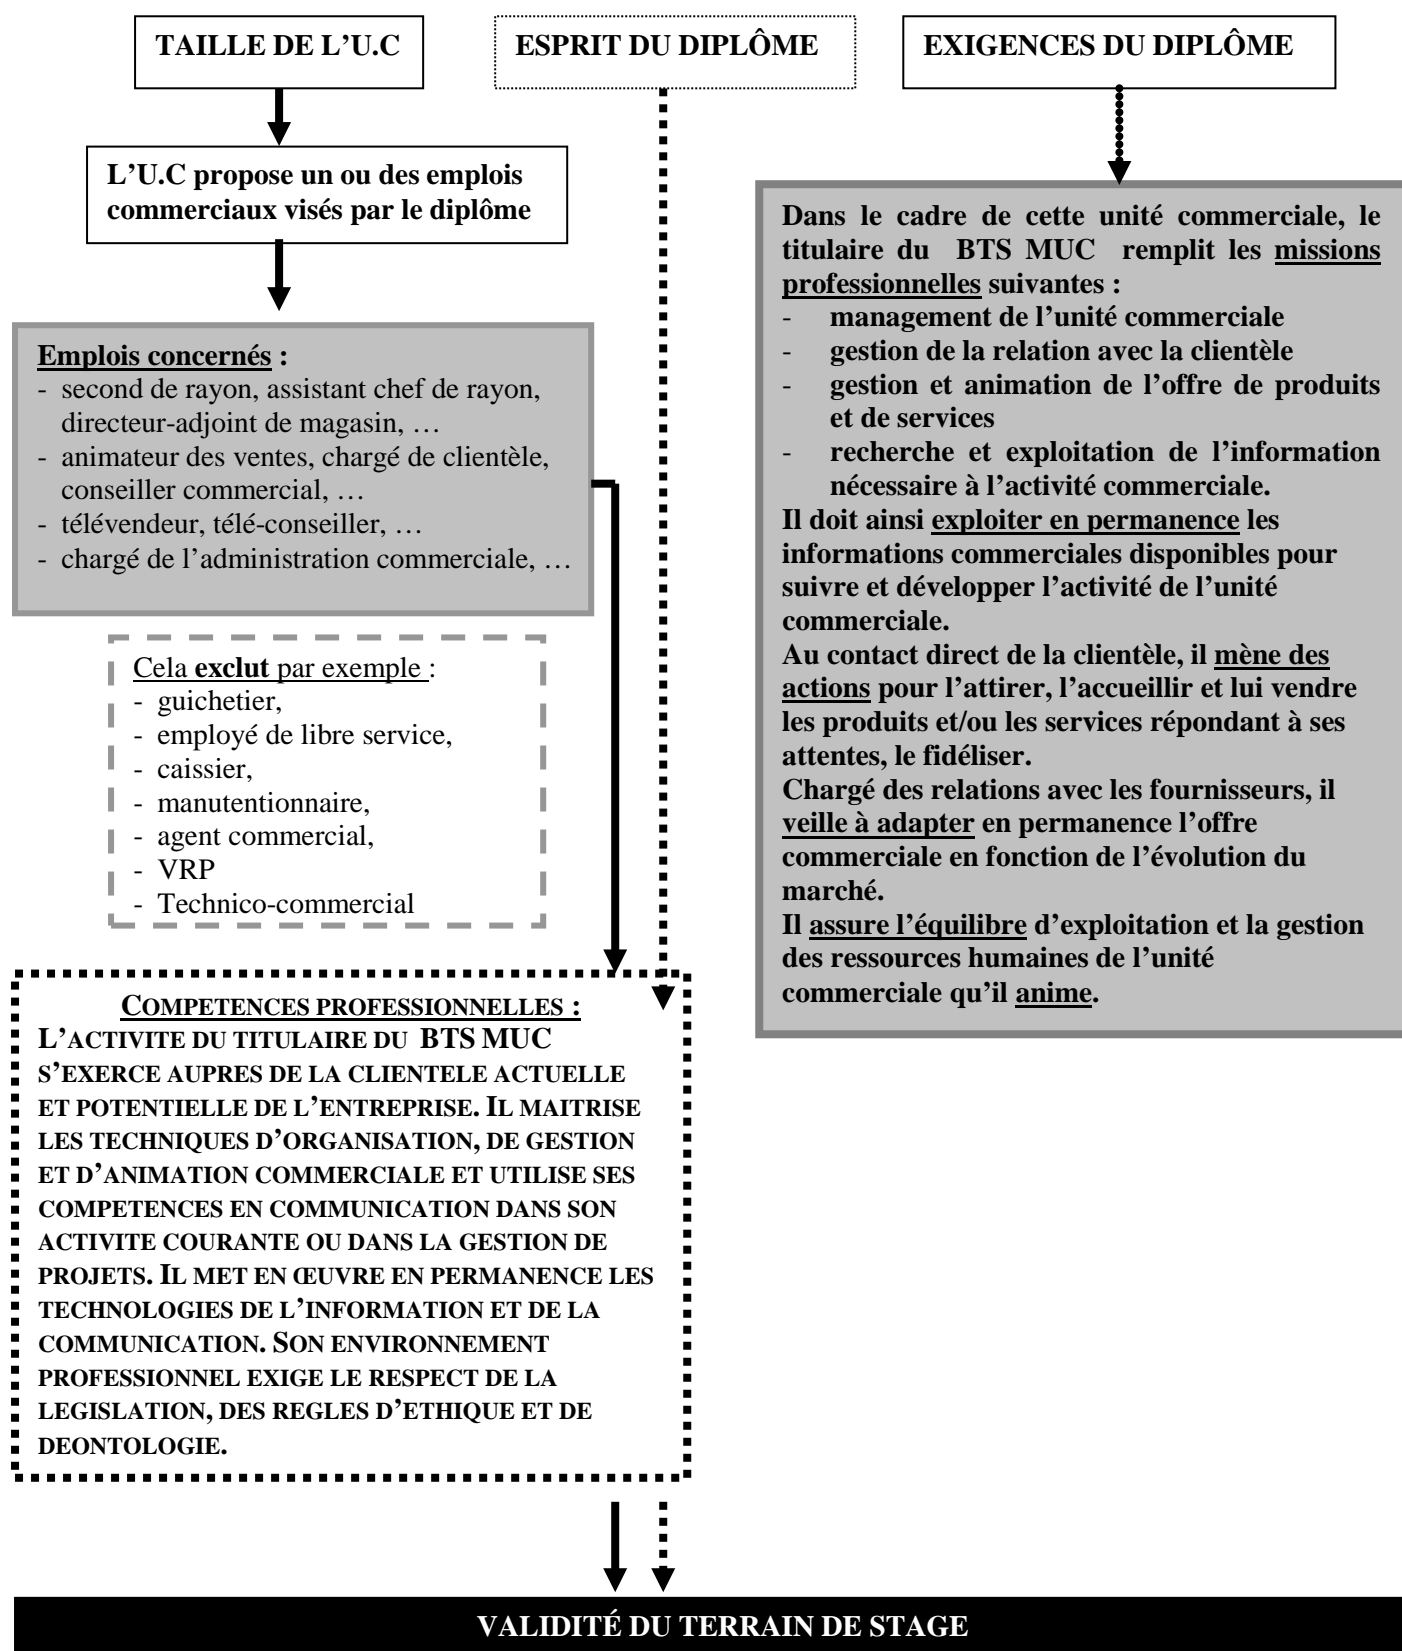 TAILLE DE L’U.C
ESPRIT DU DIPLÔME
EXIGENCES DU DIPLÔME
L’U.C propose un ou des emplois
commerciaux visés par le diplôme
Emplois concernés :
- second de rayon, assistant chef de rayon,
directeur-adjoint de magasin, …
- animateur des ventes, chargé de clientèle,
conseiller commercial, …
- télévendeur, télé-conseiller, …
- chargé de l’administration commerciale, …
Cela exclut par exemple :
- guichetier,
- employé de libre service,
- caissier,
- manutentionnaire,
- agent commercial,
- VRP
- Technico-commercial
COMPETENCES PROFESSIONNELLES :
L’ACTIVITE DU TITULAIRE DU BTS MUC
S’EXERCE AUPRES DE LA CLIENTELE ACTUELLE
ET POTENTIELLE DE L’ENTREPRISE. IL MAITRISE
LES TECHNIQUES D’ORGANISATION, DE GESTION
ET D’ANIMATION COMMERCIALE ET UTILISE SES
COMPETENCES EN COMMUNICATION DANS SON
ACTIVITE COURANTE OU DANS LA GESTION DE
PROJETS. IL MET EN ŒUVRE EN PERMANENCE LES
TECHNOLOGIES DE L’INFORMATION ET DE LA
COMMUNICATION. SON ENVIRONNEMENT
PROFESSIONNEL EXIGE LE RESPECT DE LA
LEGISLATION, DES REGLES D’ETHIQUE ET DE
DEONTOLOGIE.
Dans le cadre de cette unité commerciale, le
titulaire du BTS MUC remplit les missions
professionnelles suivantes :
- management de l’unité commerciale
- gestion de la relation avec la clientèle
- gestion et animation de l’offre de produits
et de services
- recherche et exploitation de l’information
nécessaire à l’activité commerciale.
Il doit ainsi exploiter en permanence les
informations commerciales disponibles pour
suivre et développer l’activité de l’unité
commerciale.
Au contact direct de la clientèle, il mène des
actions pour l’attirer, l’accueillir et lui vendre
les produits et/ou les services répondant à ses
attentes, le fidéliser.
Chargé des relations avec les fournisseurs, il
veille à adapter en permanence l’offre
commerciale en fonction de l’évolution du
marché.
Il assure l’équilibre d’exploitation et la gestion
des ressources humaines de l’unité
commerciale qu’il anime.
VALIDITÉ DU TERRAIN DE STAGE